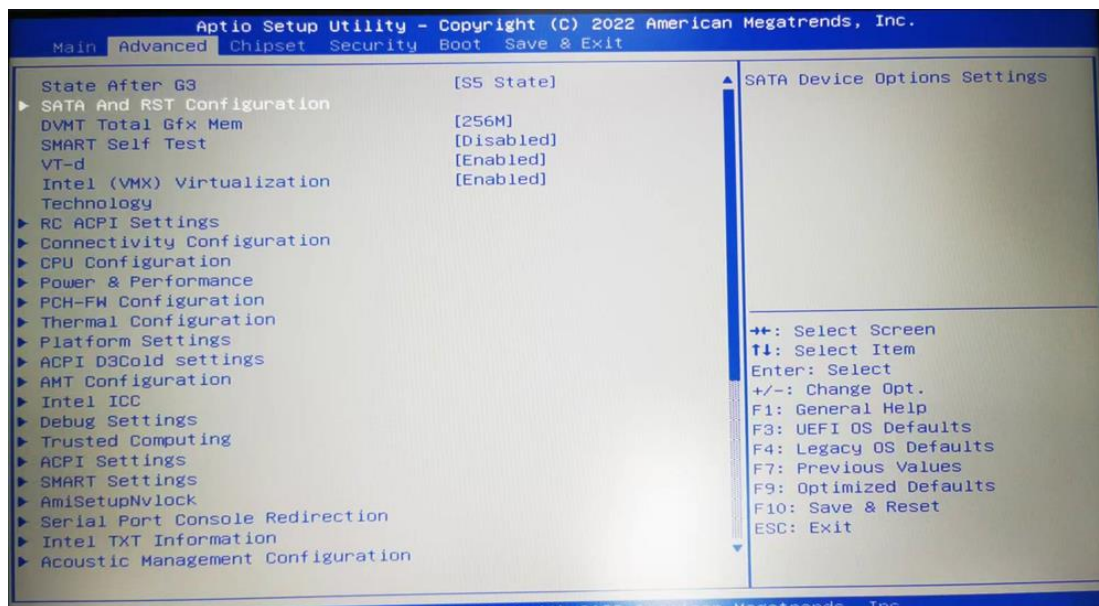 Aptio Setup Utility – Copyright (C) 2022 American Megatrends, Inc.
Main Advanced Chipset Security Boot Save & Exit
State After G3 [S5 State]
SATA And RST Configuration
DVMT Total Gfx Mem [256M]
SMART Self Test [Disabled]
VT-d [Enabled]
Intel (VMX) Virtualization [Enabled]
Technology
RC ACPI Settings
Connectivity Configuration
CPU Configuration
Power & Performance
PCH-FW Configuration
Thermal Configuration
Platform Settings
ACPI D3Cold settings
AMT Configuration
Intel ICC
Debug Settings
Trusted Computing
ACPI Settings
SMART Settings
AmiSetupNvlock
Serial Port Console Redirection
Intel TXT Information
Acoustic Management Configuration
SATA Device Options Settings
→←: Select Screen
↑↓: Select Item
Enter: Select
+/-: Change Opt.
F1: General Help
F3: UEFI OS Defaults
F4: Legacy OS Defaults
F7: Previous Values
F9: Optimized Defaults
F10: Save & Reset
ESC: Exit
Megatrends, Inc.